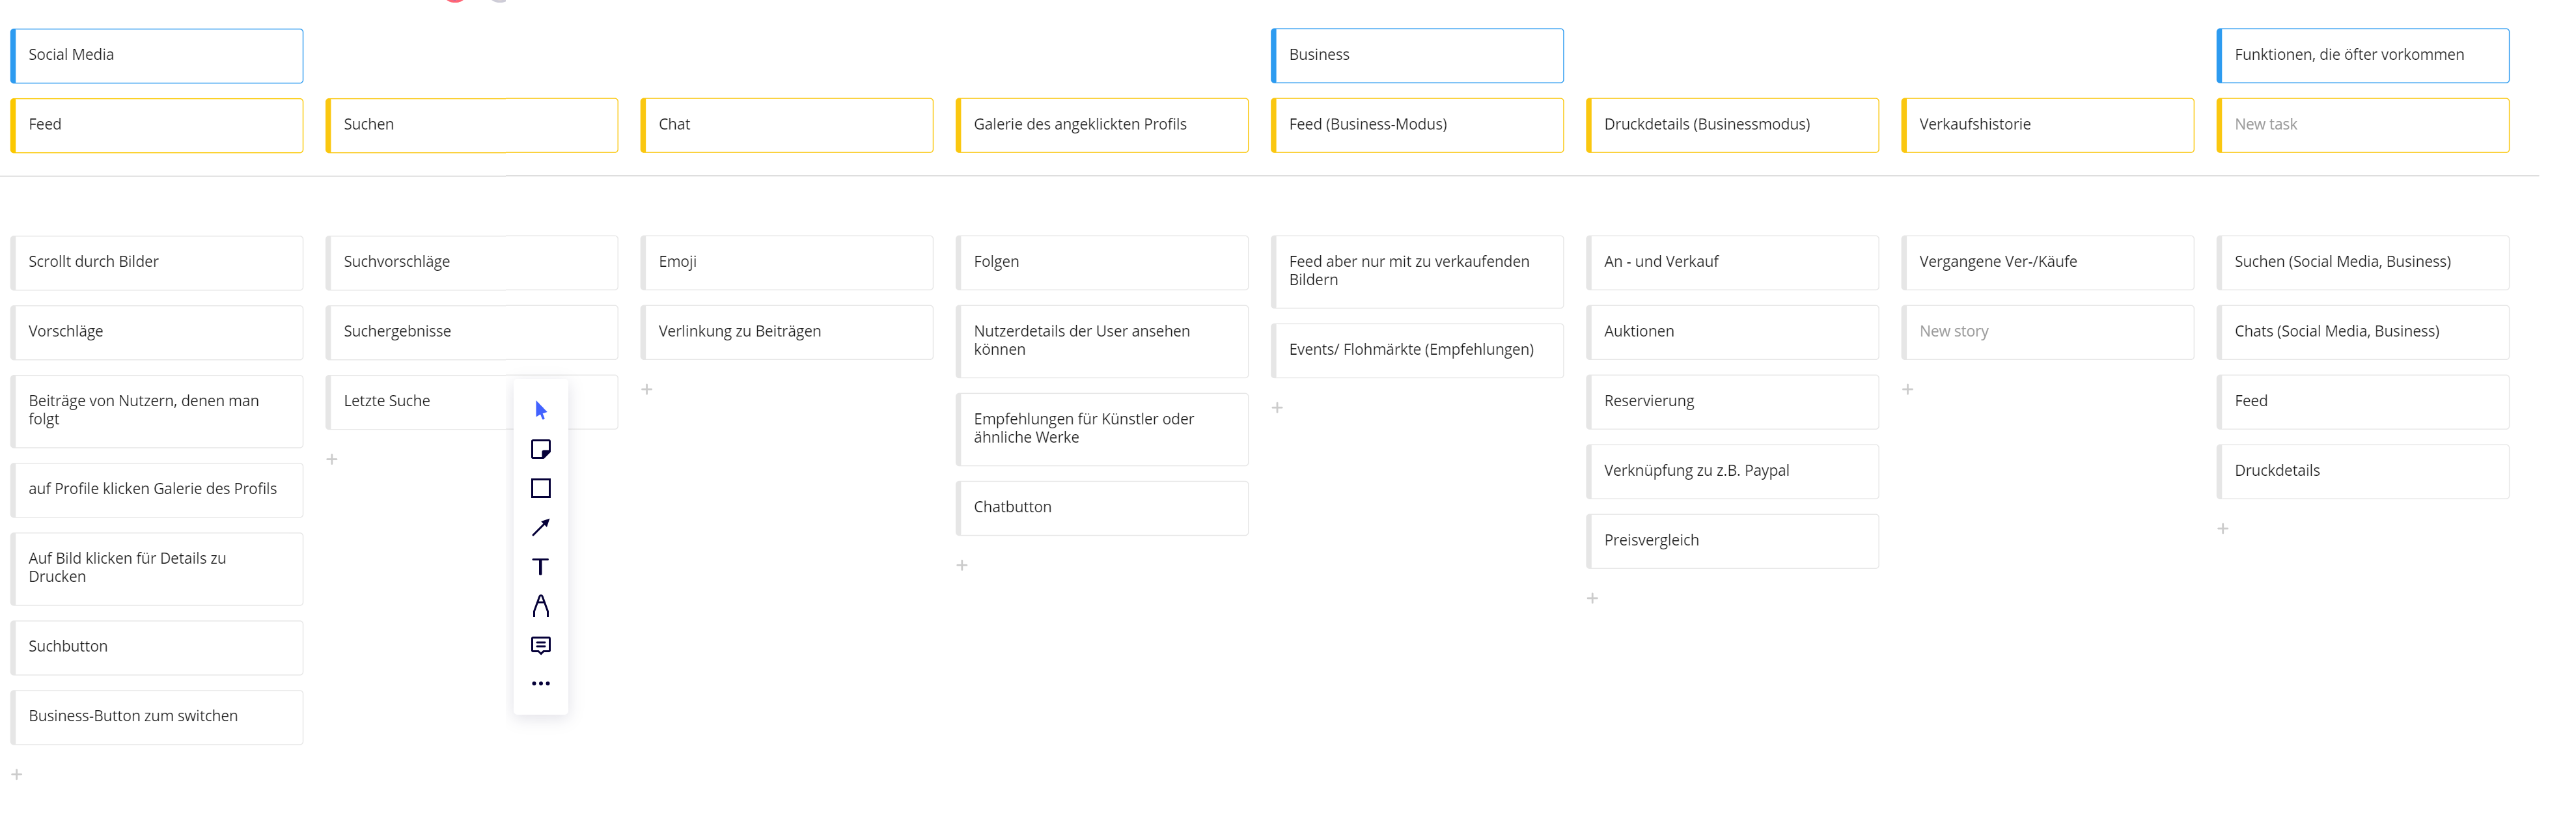 Social Media
Business
Funktionen, die öfter vorkommen
Feed
Suchen
Chat
Galerie des angeklickten Profils
Feed (Business-Modus)
Druckdetails (Businessmodus)
Verkaufshistorie
New task
Scrollt durch Bilder
Vorschläge
Beiträge von Nutzern, denen man
folgt
auf Profile klicken Galerie des Profils
Auf Bild klicken für Details zu
Drucken
Suchbutton
Business-Button zum switchen
Suchvorschläge
Suchergebnisse
Letzte Suche
Emoji
Verlinkung zu Beiträgen
Folgen
Nutzerdetails der User ansehen
können
Empfehlungen für Künstler oder
ähnliche Werke
Chatbutton
Feed aber nur mit zu verkaufenden
Bildern
Events/ Flohmärkte (Empfehlungen)
An - und Verkauf
Auktionen
Reservierung
Verknüpfung zu z.B. Paypal
Preisvergleich
Vergangene Ver-/Käufe
New story
Suchen (Social Media, Business)
Chats (Social Media, Business)
Feed
Druckdetails